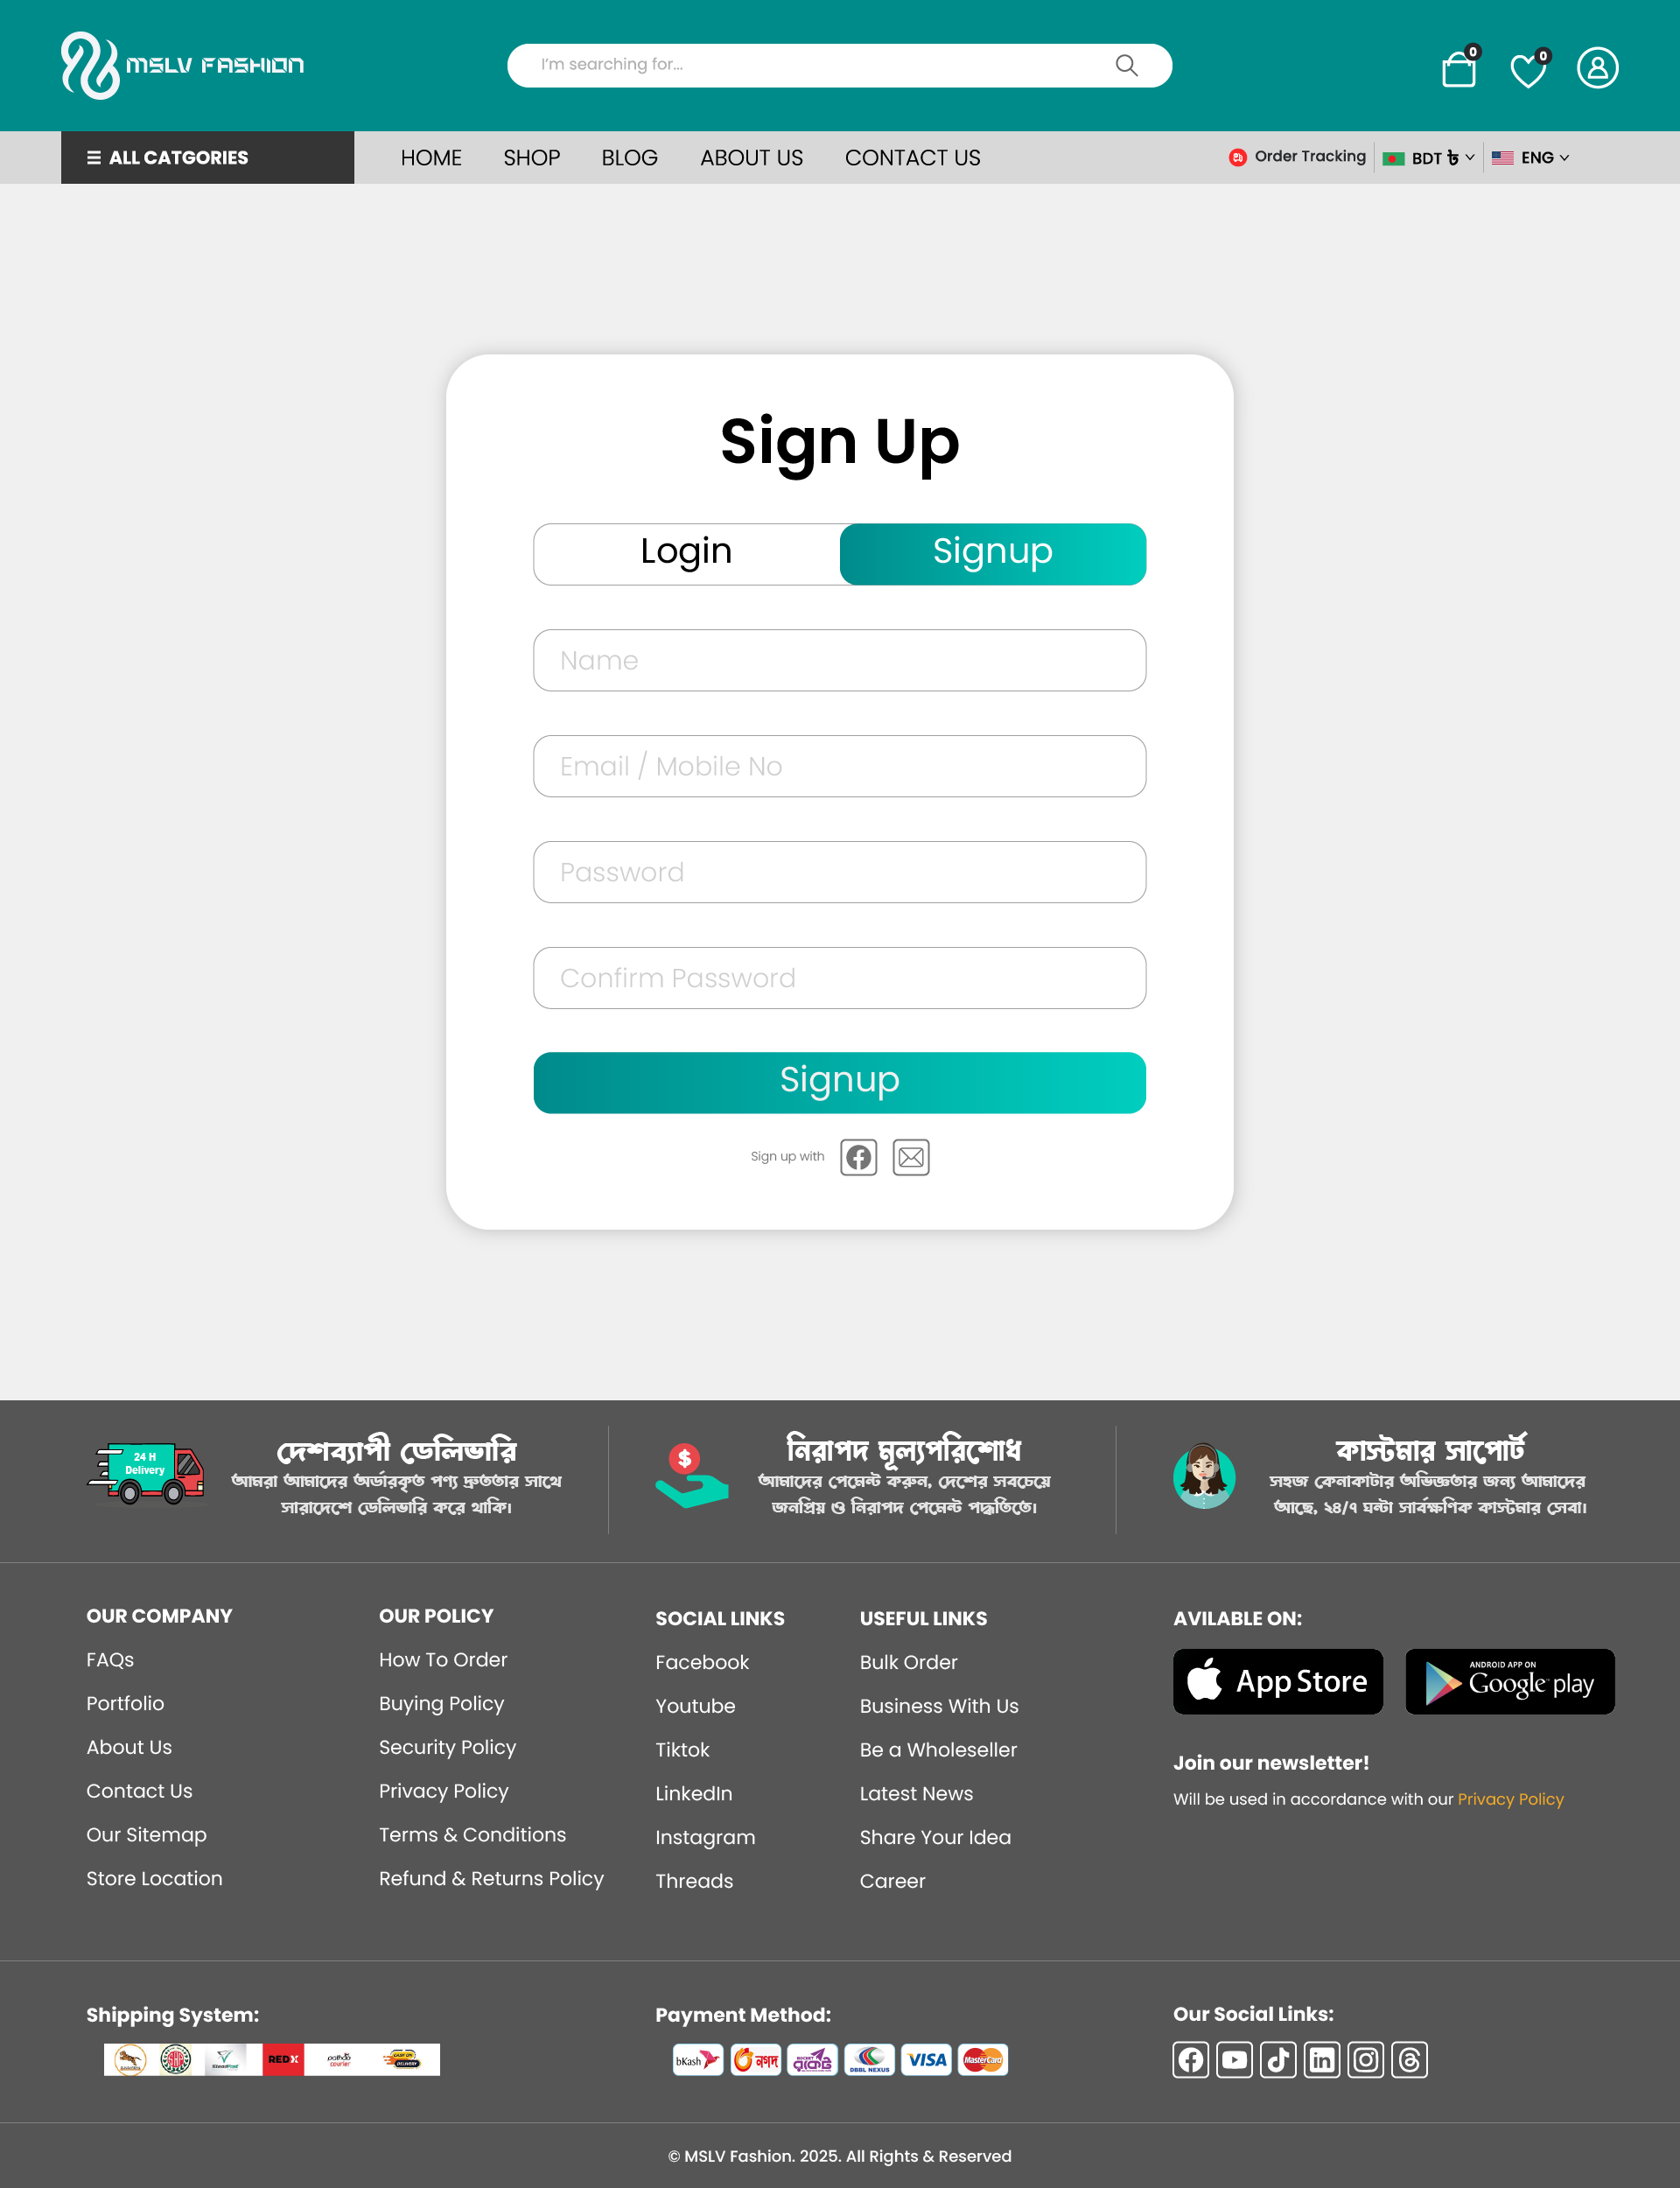 MSLV FASHION
I'm searching for...
0
0
ALL CATGORIES
HOME
SHOP
BLOG
ABOUT US
CONTACT US
Order Tracking
BDT ৳
ENG
Sign Up
Login
Signup
Name
Email / Mobile No
Password
Confirm Password
Signup
Sign up with
24 H
Delivery
দেশব্যাপী ডেলিভারি
আমরা আমাদের অর্ডারকৃত পণ্য দ্রুততার সাথে
সারাদেশে ডেলিভারি করে থাকি।
$
নিরাপদ মূল্যপরিশোধ
আমাদের পেমেন্ট করুন, দেশের সবচেয়ে
জনপ্রিয় ও নিরাপদ পেমেন্ট পদ্ধতিতে।
কাস্টমার সাপোর্ট
সহজ কেনাকাটার অভিজ্ঞতার জন্য আমাদের
আছে, ২৪/৭ ঘন্টা সার্বক্ষণিক কাস্টমার সেবা।
OUR COMPANY
FAQs
Portfolio
About Us
Contact Us
Our Sitemap
Store Location
OUR POLICY
How To Order
Buying Policy
Security Policy
Privacy Policy
Terms & Conditions
Refund & Returns Policy
SOCIAL LINKS
Facebook
Youtube
Tiktok
LinkedIn
Instagram
Threads
USEFUL LINKS
Bulk Order
Business With Us
Be a Wholeseller
Latest News
Share Your Idea
Career
AVILABLE ON:
App Store
ANDROID APP ON
Google play
Join our newsletter!
Will be used in accordance with our Privacy Policy
Shipping System:
REDX
pathao
courier
CASH ON
DELIVERY
Payment Method:
bKash
নগদ
রকেট
DBBL NEXUS
VISA
MasterCard
Our Social Links:
© MSLV Fashion. 2025. All Rights & Reserved